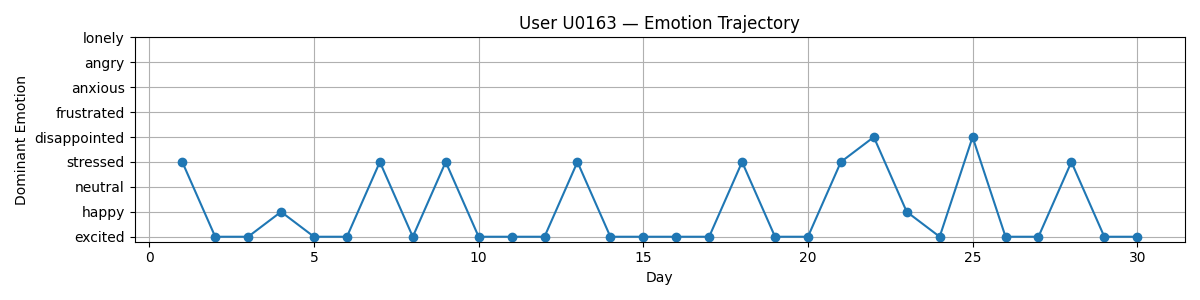 User U0163 — Emotion Trajectory
Dominant Emotion
lonely
angry
anxious
frustrated
disappointed
stressed
neutral
happy
excited
0 5 10 15 20 25 30
Day